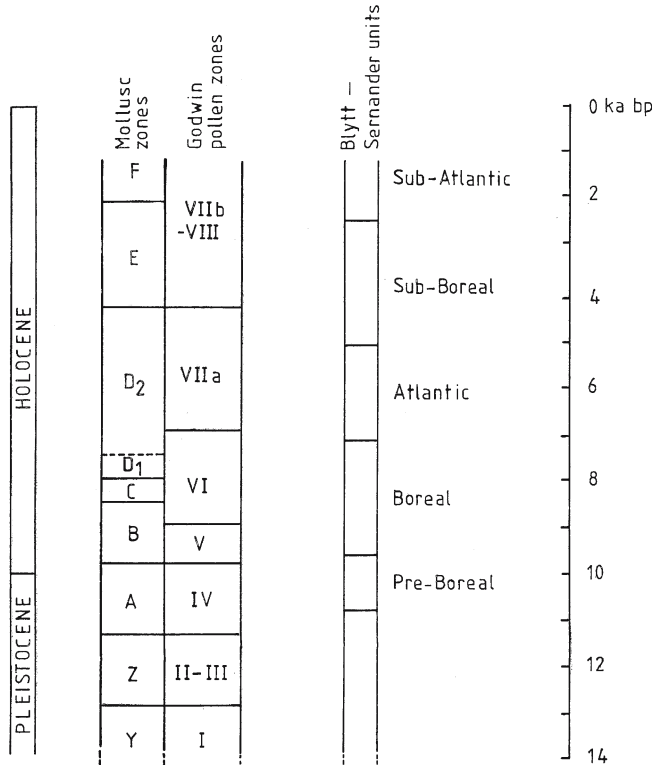 Mollusc
zones
Godwin
pollen zones
Blytt –
Sernander units
HOLOCENE
PLEISTOCENE
F
E
D2
D1
C
B
A
Z
Y
VIIb
-VIII
VIIa
VI
V
IV
II-III
I
Sub-Atlantic
Sub-Boreal
Atlantic
Boreal
Pre-Boreal
0 ka bp
2
4
6
8
10
12
14